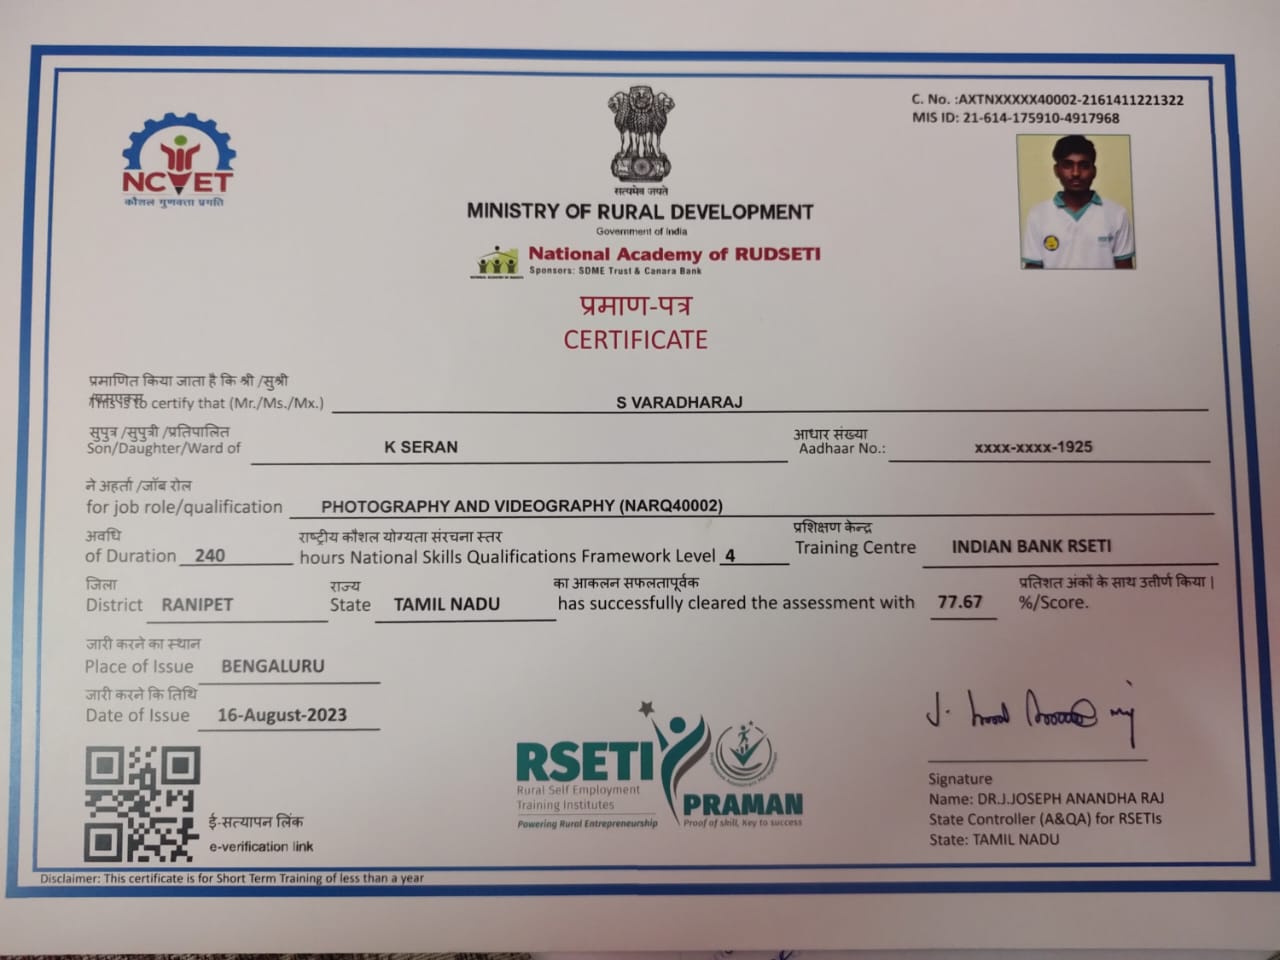 C. No. :AXTNXXXXX40002-2161411221322
MIS ID: 21-614-175910-4917968
NCVET
कौशल गुणवत्ता प्रगति
सत्यमेव जयते
MINISTRY OF RURAL DEVELOPMENT
Government of India
National Academy of RUDSETI
Sponsors: SDME Trust & Canara Bank
प्रमाण-पत्र
CERTIFICATE
प्रमाणित किया जाता है कि श्री /सुश्री
This is to certify that (Mr./Ms./Mx.) S VARADHARAJ
सुपुत्र /सुपुत्री /प्रतिपालित आधार संख्या
Son/Daughter/Ward of K SERAN Aadhaar No.: xxxx-xxxx-1925
ने अहर्ता /जॉब रोल
for job role/qualification PHOTOGRAPHY AND VIDEOGRAPHY (NARQ40002)
अवधि राष्ट्रीय कौशल योग्यता संरचना स्तर प्रशिक्षण केन्द्र
of Duration 240 hours National Skills Qualifications Framework Level 4 Training Centre INDIAN BANK RSETI
जिला राज्य का आकलन सफलतापूर्वक प्रतिशत अंकों के साथ उत्तीर्ण किया |
District RANIPET State TAMIL NADU has successfully cleared the assessment with 77.67 %/Score.
जारी करने का स्थान
Place of Issue BENGALURU
जारी करने कि तिथि
Date of Issue 16-August-2023
ई-सत्यापन लिंक
e-verification link
RSETI
Rural Self Employment
Training Institutes
Powering Rural Entrepreneurship
PRAMAN
Proof of skill, Key to success
Signature
Name: DR.J.JOSEPH ANANDHA RAJ
State Controller (A&QA) for RSETIs
State: TAMIL NADU
Disclaimer: This certificate is for Short Term Training of less than a year